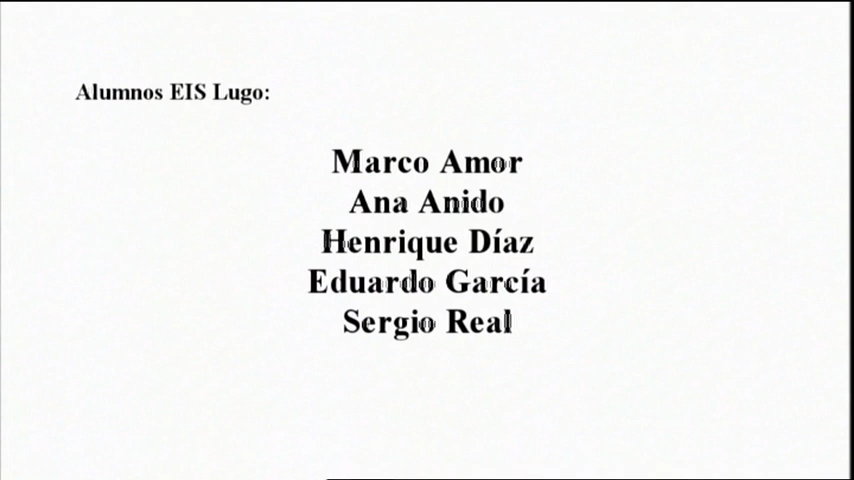 Alumnos EIS Lugo:
Marco Amor
Ana Anido
Henrique Díaz
Eduardo García
Sergio Real